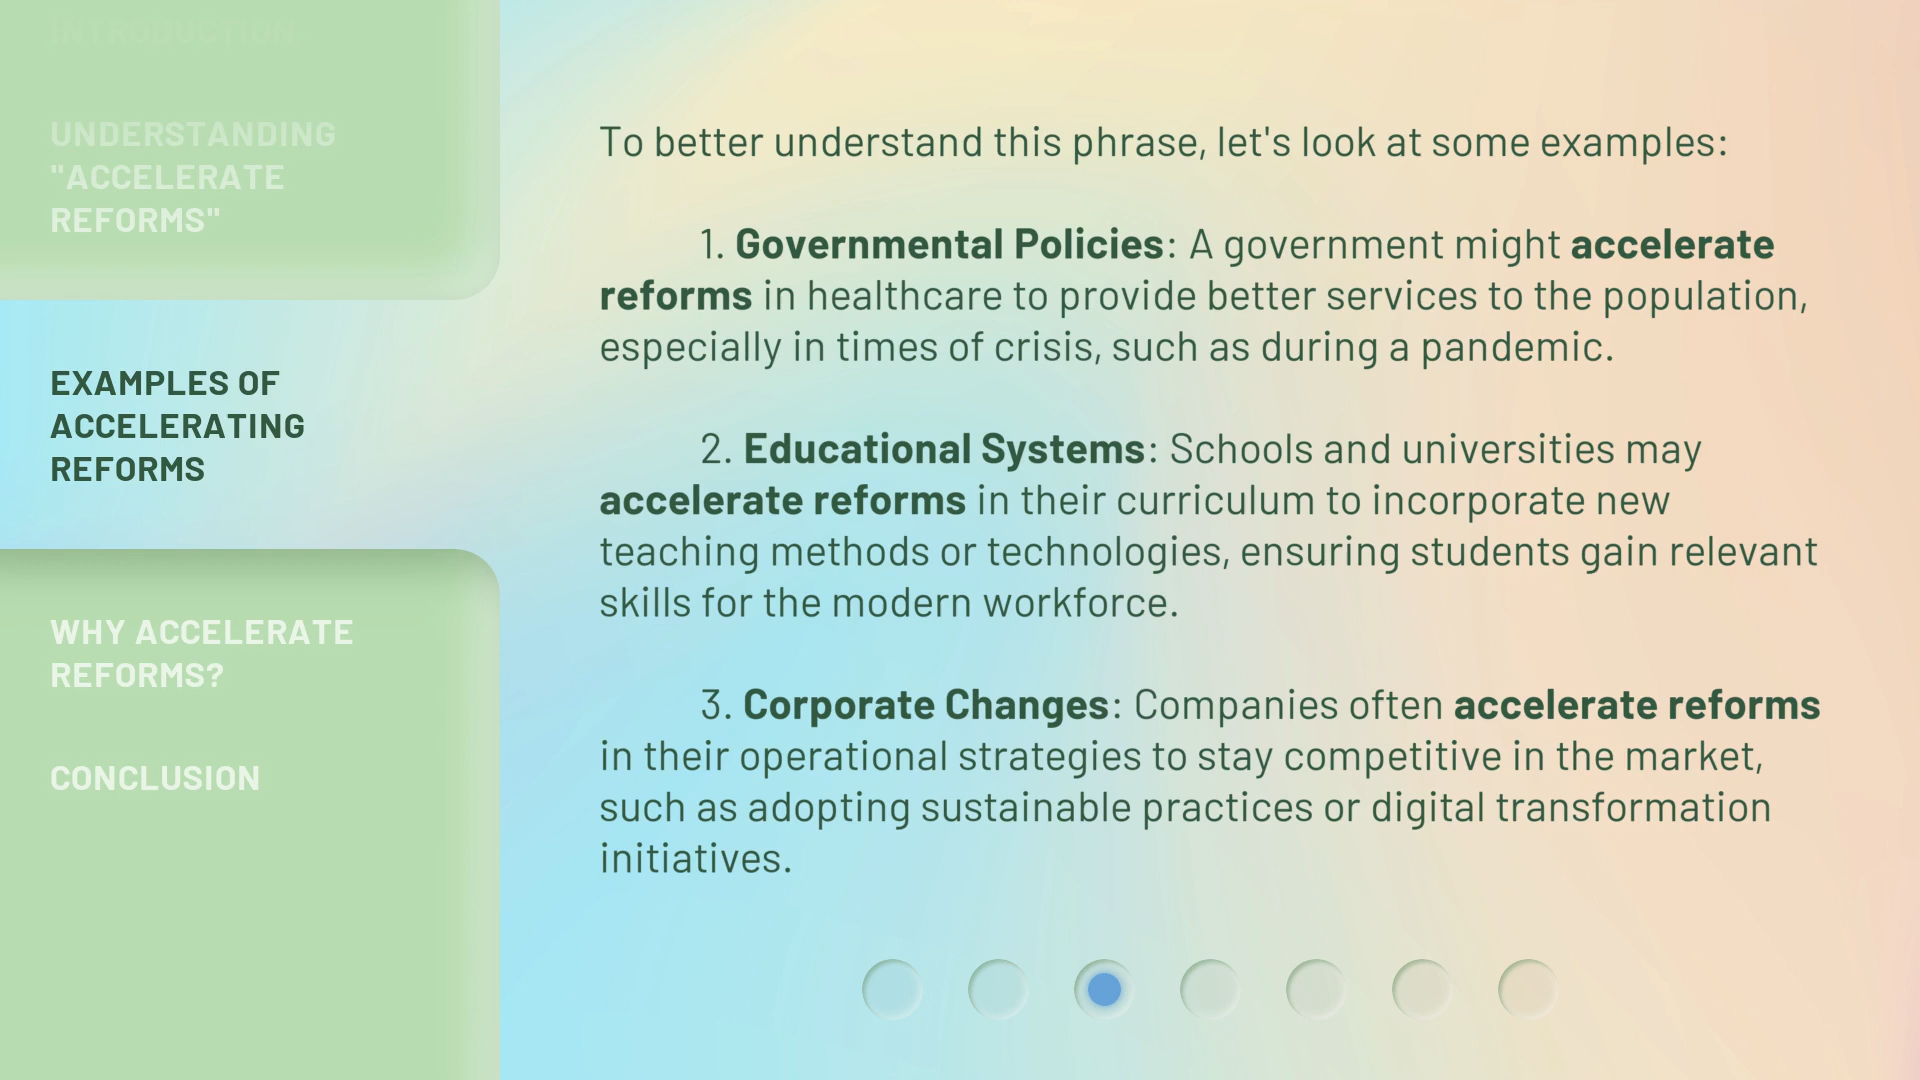 INTRODUCTION
UNDERSTANDING
"ACCELERATE
REFORMS"
EXAMPLES OF
ACCELERATING
REFORMS
WHY ACCELERATE
REFORMS?
CONCLUSION
To better understand this phrase, let's look at some examples:
1. Governmental Policies: A government might accelerate
reforms in healthcare to provide better services to the population,
especially in times of crisis, such as during a pandemic.
2. Educational Systems: Schools and universities may
accelerate reforms in their curriculum to incorporate new
teaching methods or technologies, ensuring students gain relevant
skills for the modern workforce.
3. Corporate Changes: Companies often accelerate reforms
in their operational strategies to stay competitive in the market,
such as adopting sustainable practices or digital transformation
initiatives.